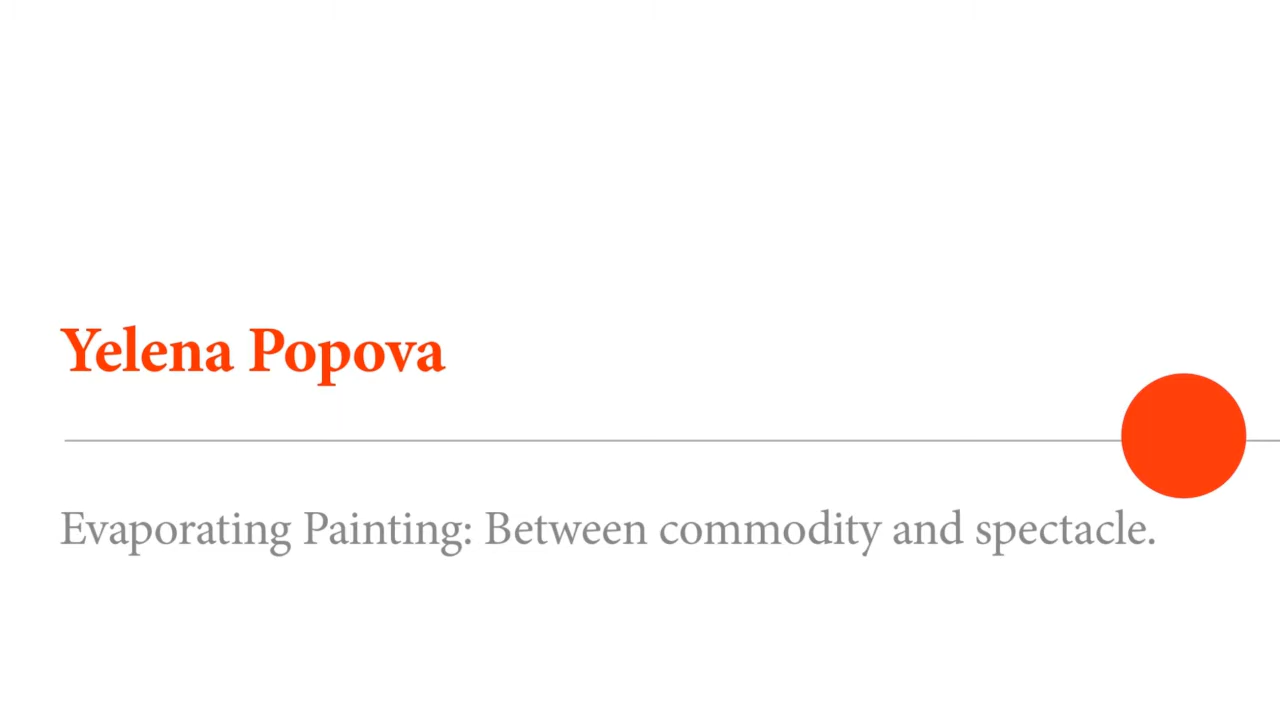 Yelena Popova
Evaporating Painting: Between commodity and spectacle.